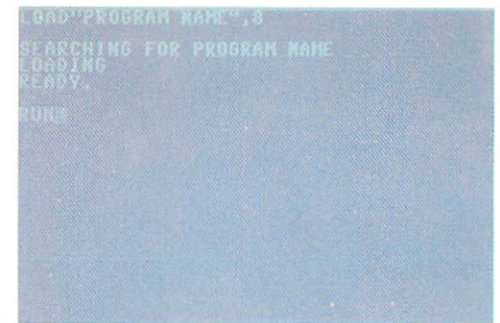 LOAD"PROGRAM NAME",8
SEARCHING FOR PROGRAM NAME
LOADING
READY.
RUN